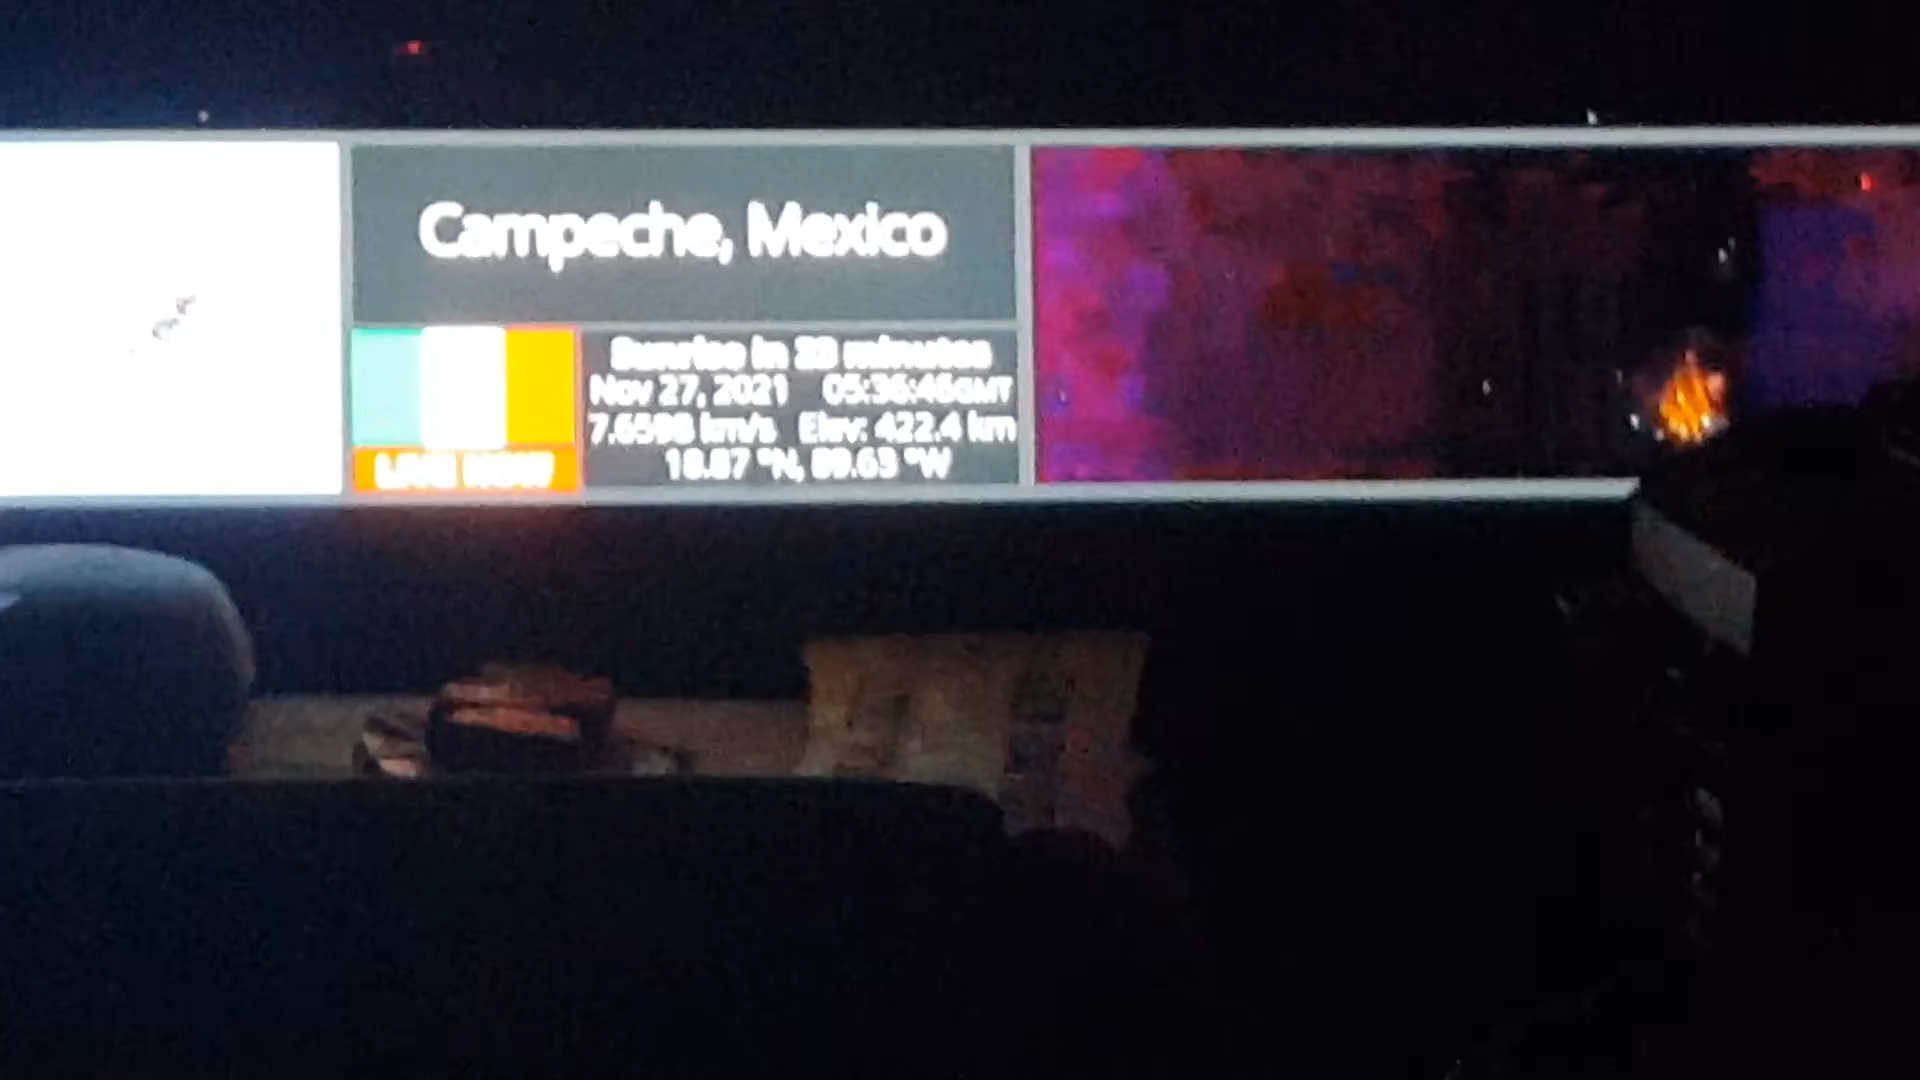 Campeche, Mexico
Sunrise in 23 minutes
Nov 27, 2021 05:36:46GMT
7.6598 km/s Elev: 422.4 km
18.87 °N, 89.63 °W
LIVE NOW